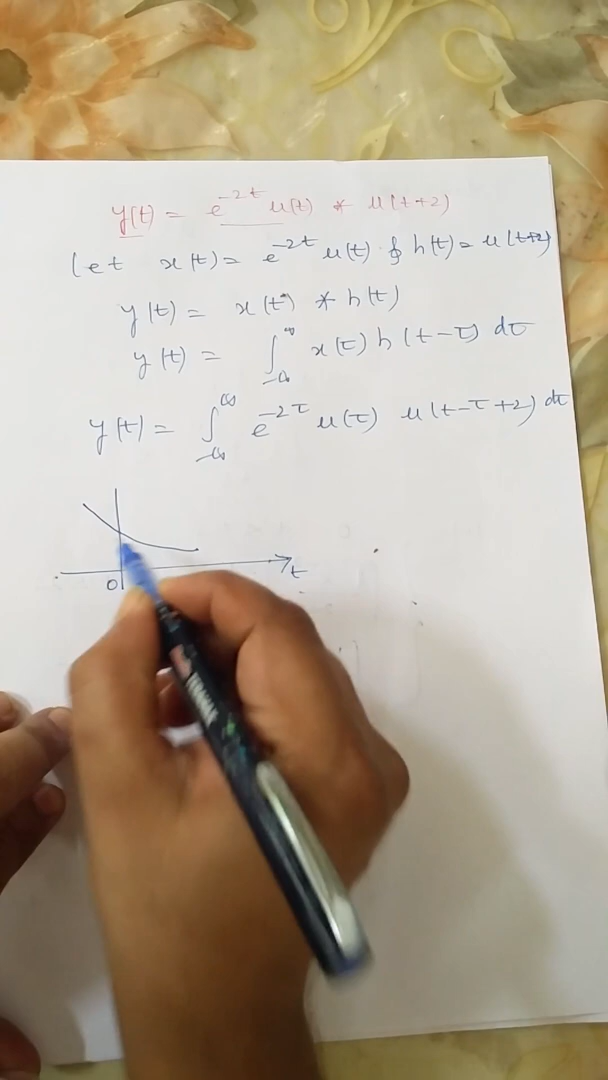 y(t) = e^-2t u(t) * u(t+2)
let x(t) = e^-2t u(t) & h(t) = u(t+2)
y(t) = x(t) * h(t)
y(t) = ∫_-∞^∞ x(τ) h(t-τ) dτ
y(t) = ∫_-∞^∞ e^-2τ u(τ) u(t-τ+2) dτ
0 t